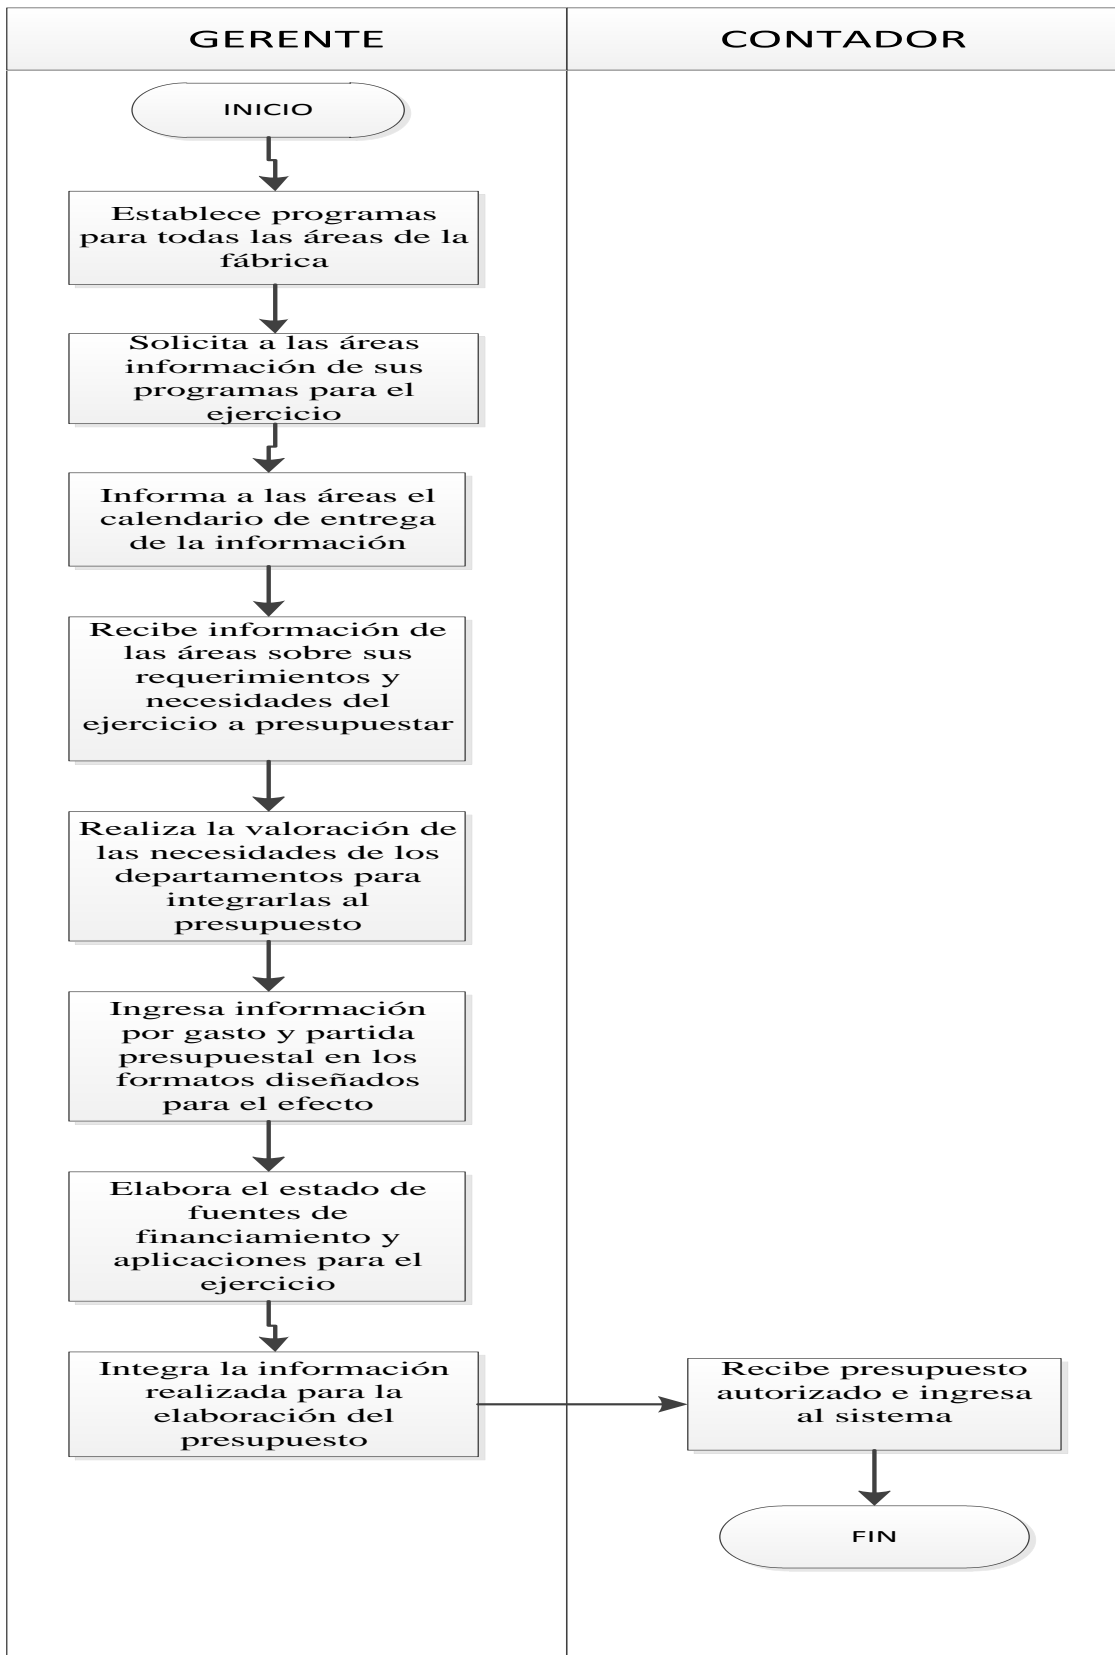 GERENTE
CONTADOR
INICIO
Establece programas
para todas las áreas de la
fábrica
Solicita a las áreas
información de sus
programas para el
ejercicio
Informa a las áreas el
calendario de entrega
de la información
Recibe información de
las áreas sobre sus
requerimientos y
necesidades del
ejercicio a presupuestar
Realiza la valoración de
las necesidades de los
departamentos para
integrarlas al
presupuesto
Ingresa información
por gasto y partida
presupuestal en los
formatos diseñados
para el efecto
Elabora el estado de
fuentes de
financiamiento y
aplicaciones para el
ejercicio
Integra la información
realizada para la
elaboración del
presupuesto
Recibe presupuesto
autorizado e ingresa
al sistema
FIN